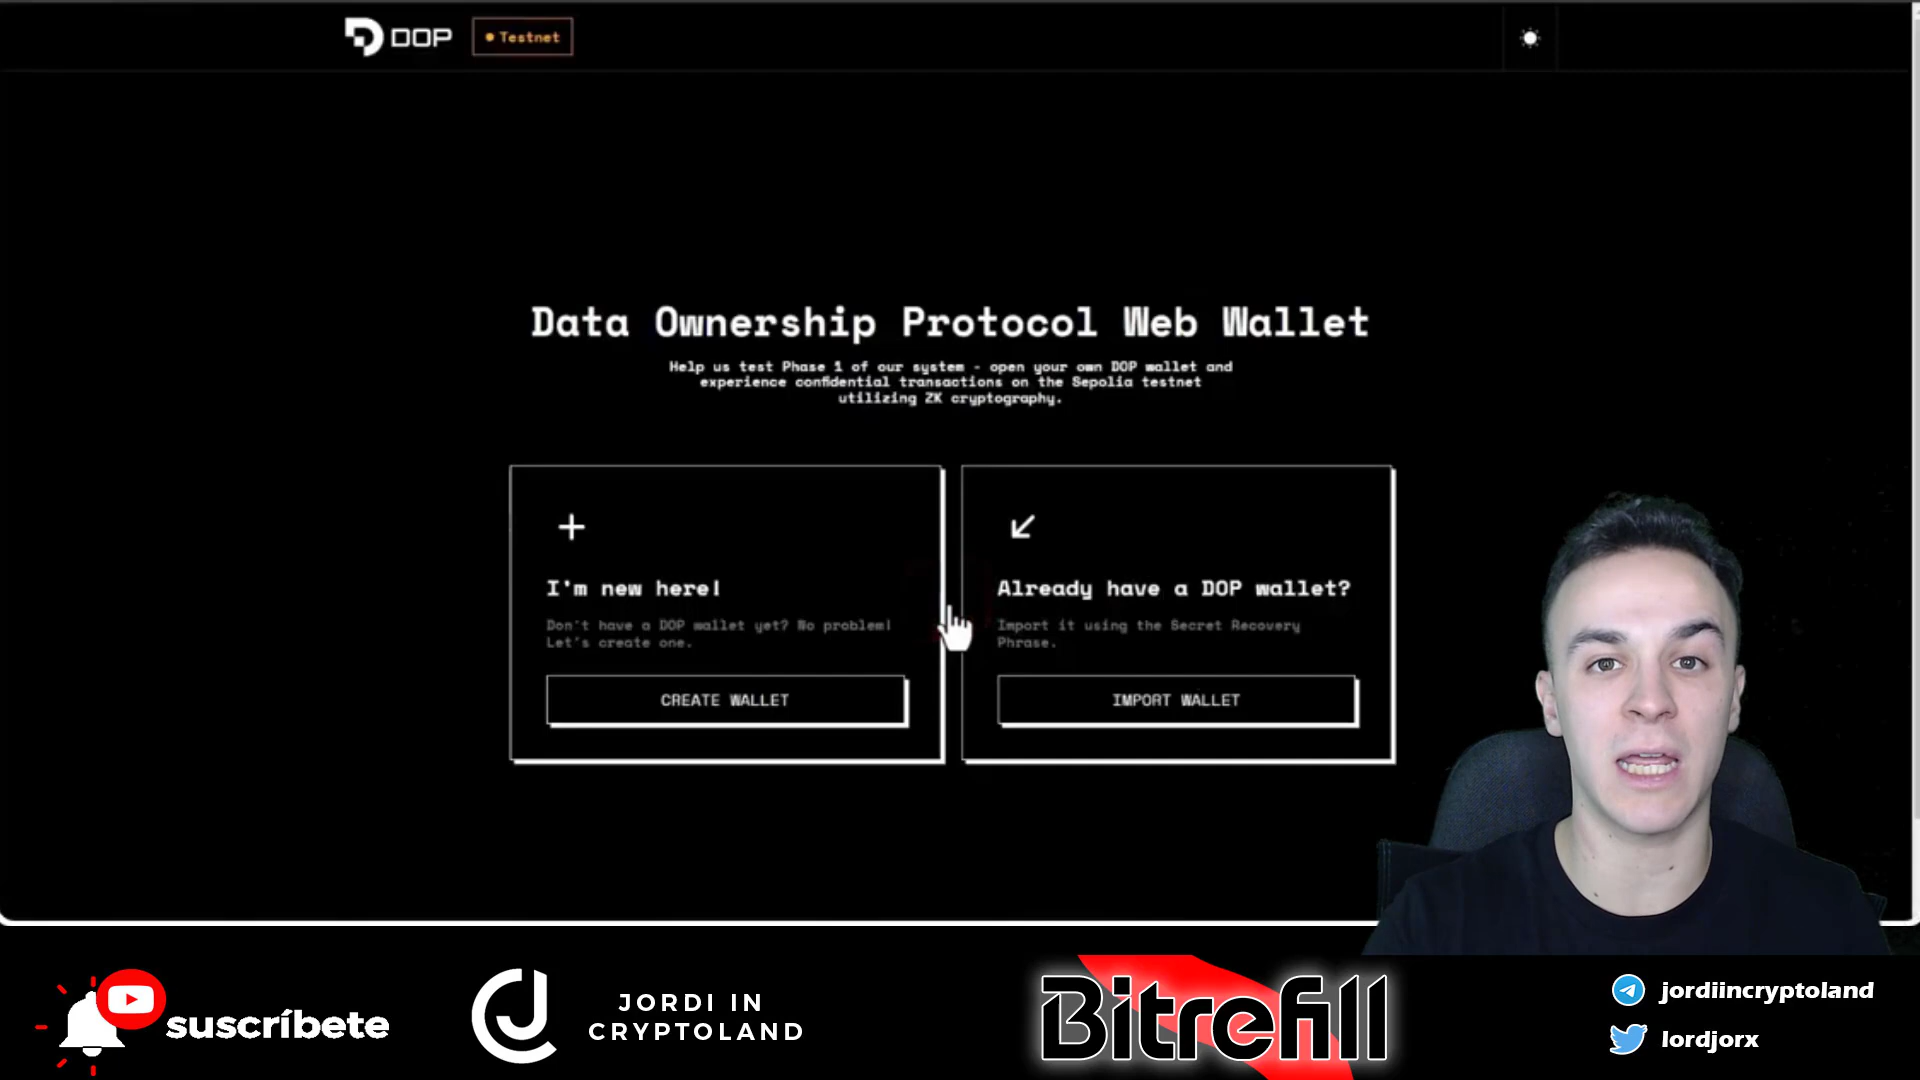 DOP
Testnet
Data Ownership Protocol Web Wallet
Help us test Phase 1 of our system - open your own DOP wallet and
experience confidential transactions on the Sepolia testnet
utilizing ZK cryptography.
I'm new here!
Don't have a DOP wallet yet? No problem!
Let's create one.
CREATE WALLET
Already have a DOP wallet?
Import it using the Secret Recovery
Phrase.
IMPORT WALLET
suscríbete
JORDI IN
CRYPTOLAND
Bitrefill
jordiincryptoland
lordjorx